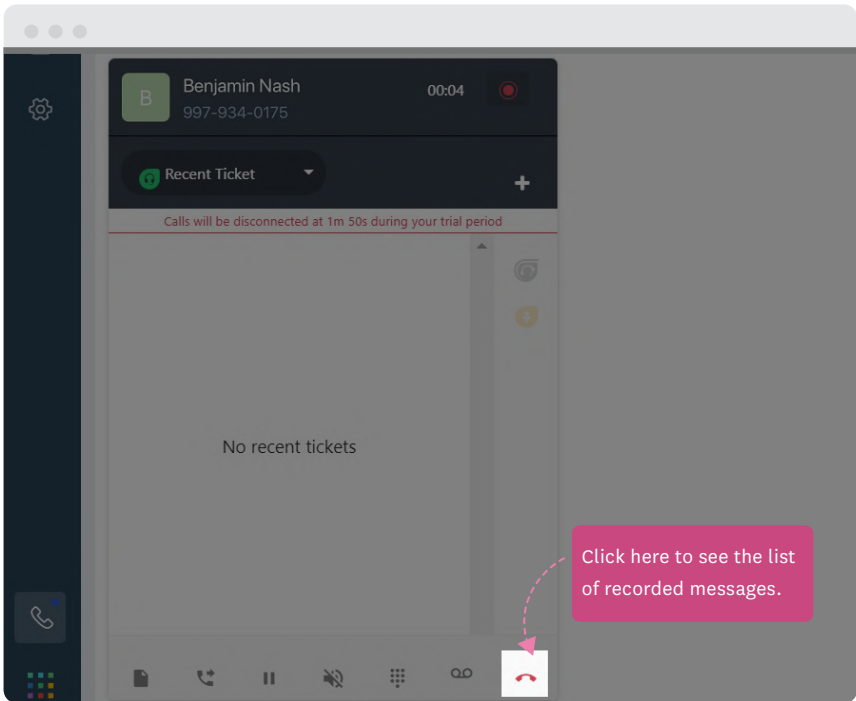 B
Benjamin Nash
997-934-0175
00:04
Recent Ticket
Calls will be disconnected at 1m 50s during your trial period
No recent tickets
Click here to see the list
of recorded messages.